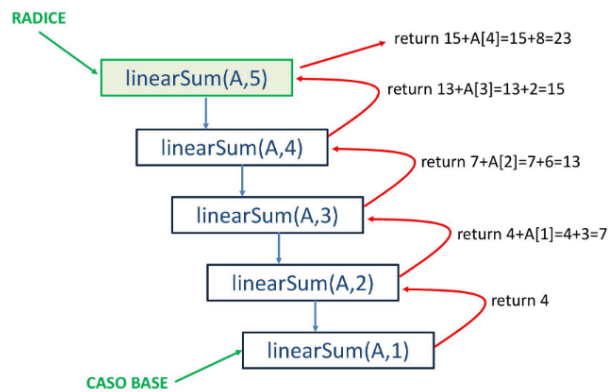 RADICE
return 15+A[4]=15+8=23
linearSum(A,5)
return 13+A[3]=13+2=15
linearSum(A,4)
return 7+A[2]=7+6=13
linearSum(A,3)
return 4+A[1]=4+3=7
linearSum(A,2)
return 4
linearSum(A,1)
CASO BASE